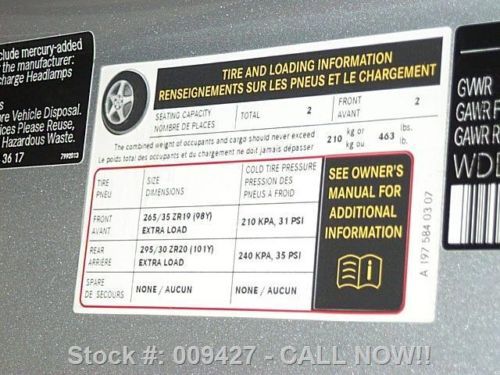 nclude mercury-added
the manufacturer:
charge Headlamps
ore Vehicle Disposal.
ices Please Reuse,
Hazardous Waste.
36 17
7992513
TIRE AND LOADING INFORMATION
RENSEIGNEMENTS SUR LES PNEUS ET LE CHARGEMENT
SEATING CAPACITY
NOMBRE DE PLACES
TOTAL 2
FRONT
AVANT
2
The combined weight of occupants and cargo should never exceed
Le poids total des occupants et du chargement ne doit jamais dépasser
210 kg or
kg ou
463 lbs.
lb.
TIRE
PNEU
SIZE
DIMENSIONS
COLD TIRE PRESSURE
PRESSION DES
PNEUS A FROID
FRONT
AVANT
265/35 ZR19 (98Y)
EXTRA LOAD
210 KPA, 31 PSI
REAR
ARRIÈRE
295/30 ZR20 (101Y)
EXTRA LOAD
240 KPA, 35 PSI
SPARE
DE SECOURS
NONE / AUCUN
NONE / AUCUN
SEE OWNER'S
MANUAL FOR
ADDITIONAL
INFORMATION
A 197 584 03 07
GVWR
GAWR F
GAWR R
WDD
Stock #: 009427 - CALL NOW!!